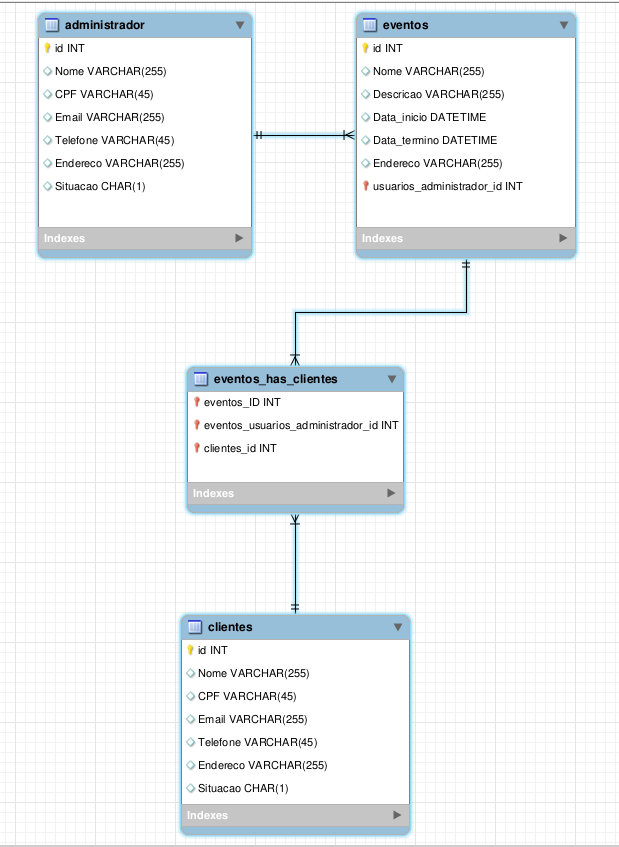 administrador
id INT
Nome VARCHAR(255)
CPF VARCHAR(45)
Email VARCHAR(255)
Telefone VARCHAR(45)
Endereco VARCHAR(255)
Situacao CHAR(1)
Indexes
eventos
id INT
Nome VARCHAR(255)
Descricao VARCHAR(255)
Data_inicio DATETIME
Data_termino DATETIME
Endereco VARCHAR(255)
usuarios_administrador_id INT
Indexes
eventos_has_clientes
eventos_ID INT
eventos_usuarios_administrador_id INT
clientes_id INT
Indexes
clientes
id INT
Nome VARCHAR(255)
CPF VARCHAR(45)
Email VARCHAR(255)
Telefone VARCHAR(45)
Endereco VARCHAR(255)
Situacao CHAR(1)
Indexes